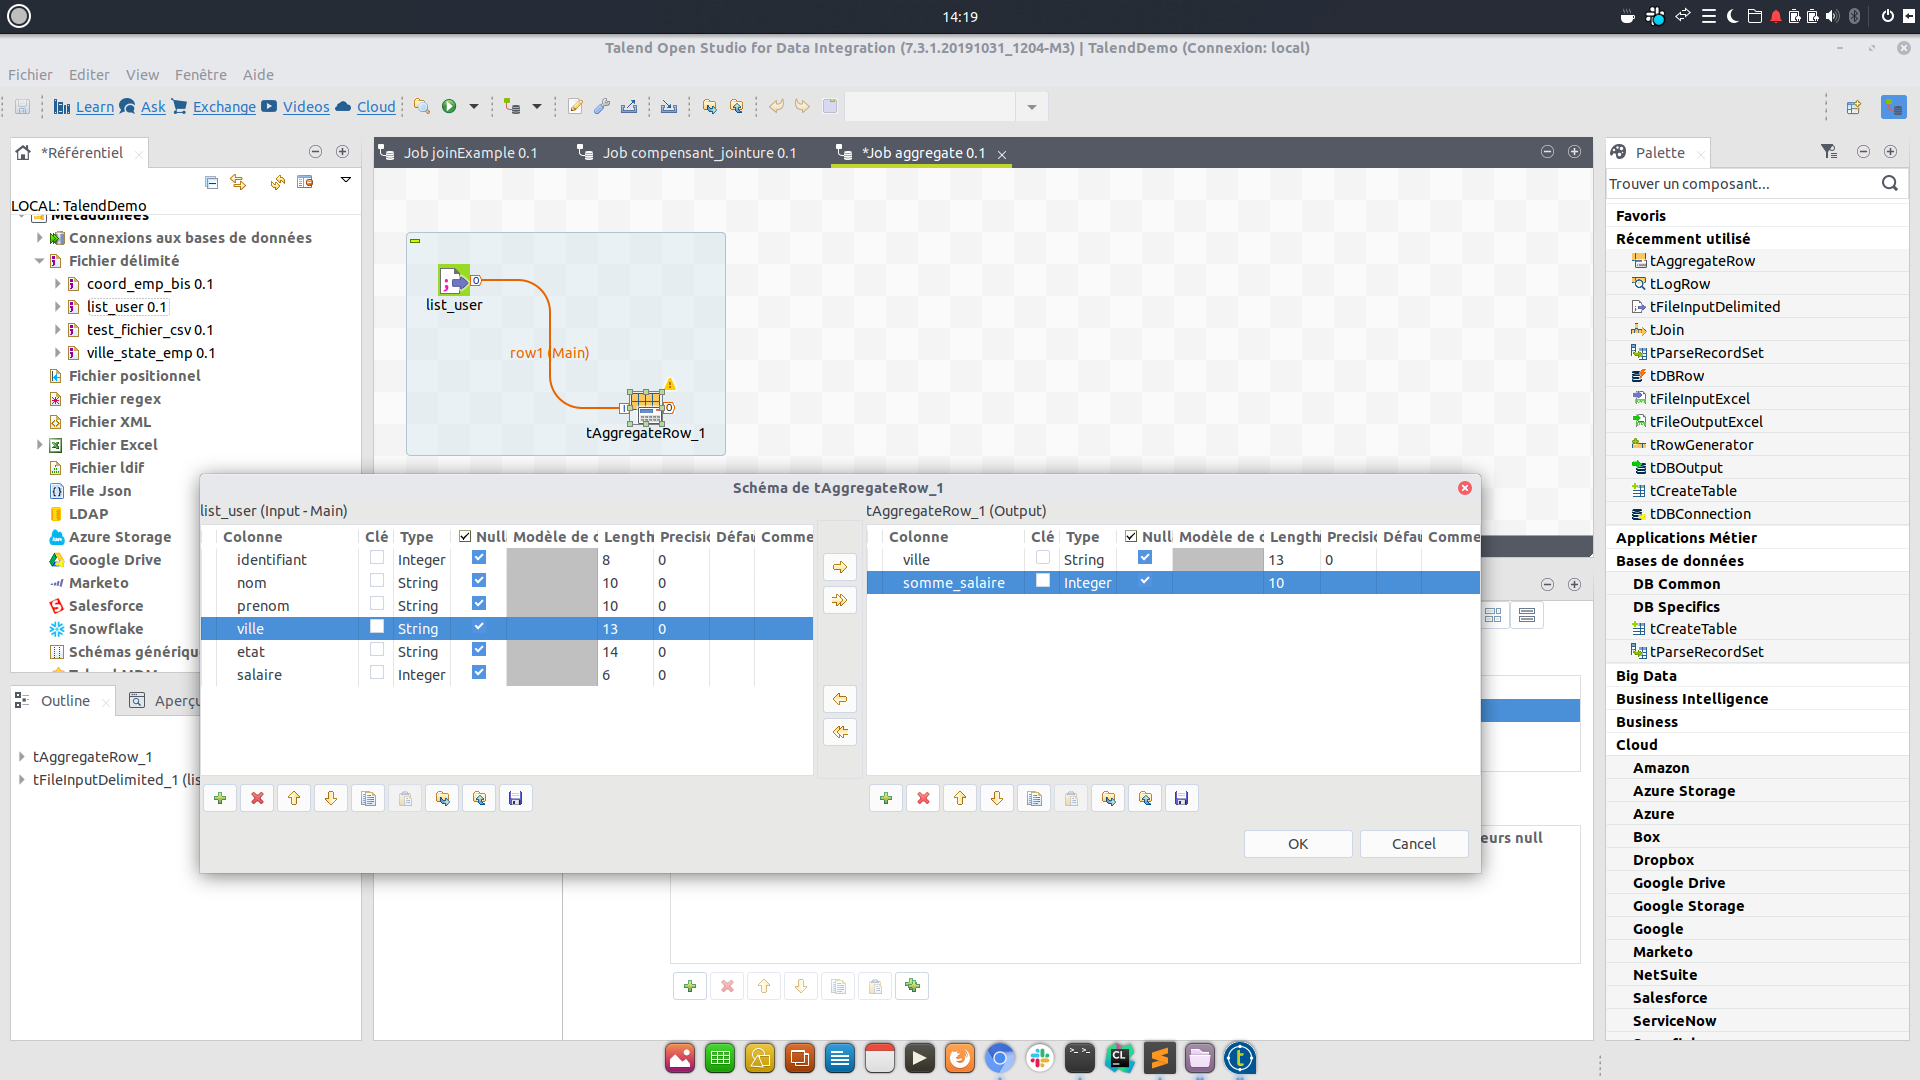 14:19
Talend Open Studio for Data Integration (7.3.1.20191031_1204-M3) | TalendDemo (Connexion: local)
Fichier Editer View Fenêtre Aide
Learn Ask Exchange Videos Cloud
*Référentiel
LOCAL: TalendDemo
Métadonnées
Connexions aux bases de données
Fichier délimité
coord_emp_bis 0.1
list_user 0.1
test_fichier_csv 0.1
ville_state_emp 0.1
Fichier positionnel
Fichier regex
Fichier XML
Fichier Excel
Fichier ldif
File Json
LDAP
Azure Storage
Google Drive
Marketo
Salesforce
Snowflake
Schémas génériqu
Outline Aperçu
tAggregateRow_1
tFileInputDelimited_1 (lis
Job joinExample 0.1 Job compensant_jointure 0.1 *Job aggregate 0.1
list_user
row1 (Main)
tAggregateRow_1
Schéma de tAggregateRow_1
list_user (Input - Main)
Colonne Clé Type Null Modèle de c Length Precisio Défau Comme
identifiant Integer 8 0
nom String 10 0
prenom String 10 0
ville String 13 0
etat String 14 0
salaire Integer 6 0
tAggregateRow_1 (Output)
Colonne Clé Type Null Modèle de c Length Precisic Défau Comme
ville String 13 0
somme_salaire Integer 10
OK Cancel
eurs null
Palette
Trouver un composant...
Favoris
Récemment utilisé
tAggregateRow
tLogRow
tFileInputDelimited
tJoin
tParseRecordSet
tDBRow
tFileInputExcel
tFileOutputExcel
tRowGenerator
tDBOutput
tCreateTable
tDBConnection
Applications Métier
Bases de données
DB Common
DB Specifics
tCreateTable
tParseRecordSet
Big Data
Business Intelligence
Business
Cloud
Amazon
Azure Storage
Azure
Box
Dropbox
Google Drive
Google Storage
Google
Marketo
NetSuite
Salesforce
ServiceNow